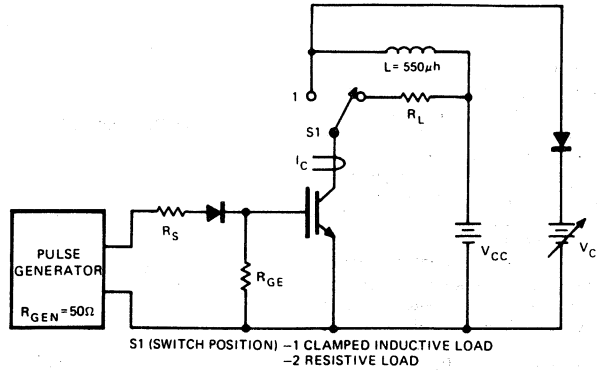 L = 550μh
1
S1
R_L
I_C
R_S
R_GE
V_CC
V_C
PULSE
GENERATOR
R_GEN = 50Ω
S1 (SWITCH POSITION) –1 CLAMPED INDUCTIVE LOAD
–2 RESISTIVE LOAD